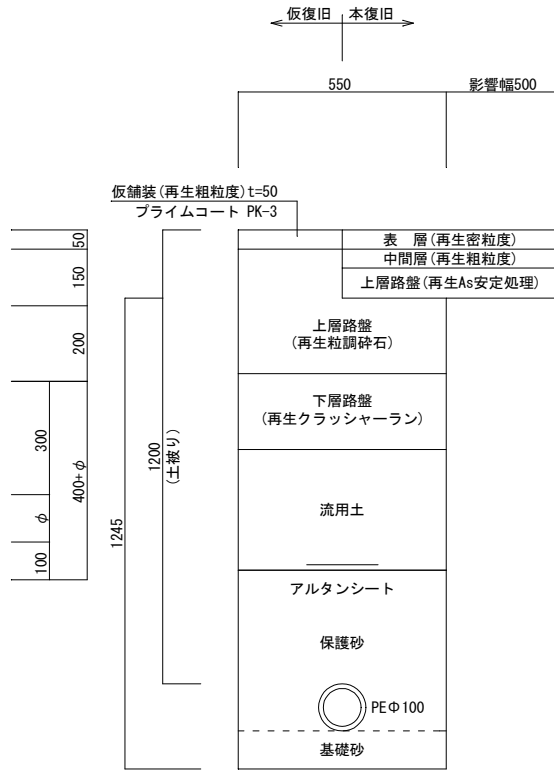 仮復旧 本復旧
550 影響幅500
仮舗装(再生粗粒度)t=50
プライムコート PK-3
50
150
200
300
φ
100
400+φ
1245
1200
(土被り)
表 層(再生密粒度)
中間層(再生粗粒度)
上層路盤(再生As安定処理)
上層路盤
(再生粒調砕石)
下層路盤
(再生クラッシャーラン)
流用土
アルタンシート
保護砂
PEΦ100
基礎砂